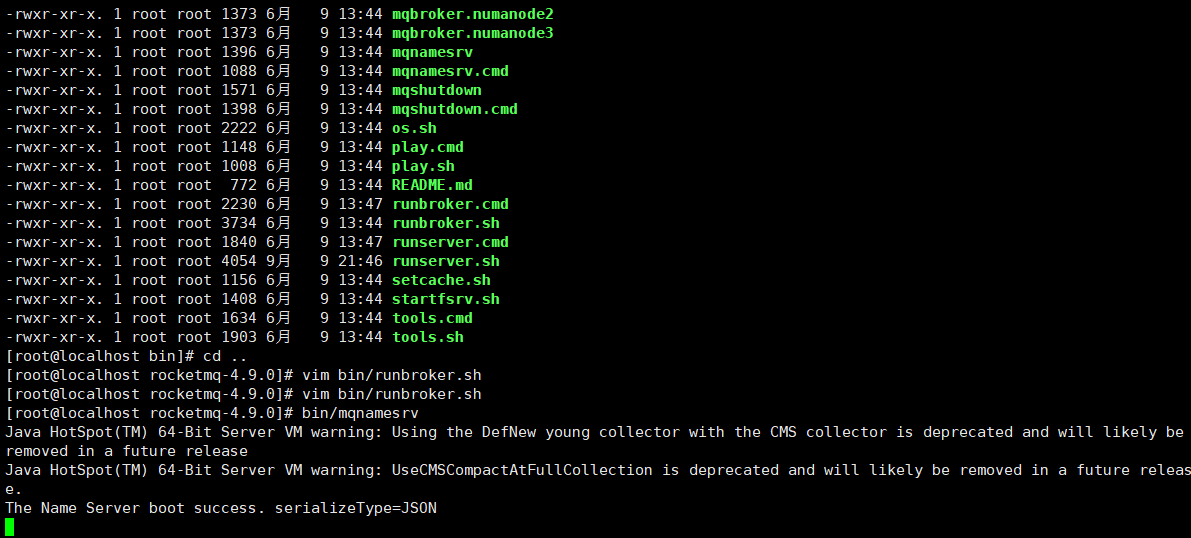 -rwxr-xr-x. 1 root root 1373 6月   9 13:44 mqbroker.numanode2
-rwxr-xr-x. 1 root root 1373 6月   9 13:44 mqbroker.numanode3
-rwxr-xr-x. 1 root root 1396 6月   9 13:44 mqnamesrv
-rwxr-xr-x. 1 root root 1088 6月   9 13:44 mqnamesrv.cmd
-rwxr-xr-x. 1 root root 1571 6月   9 13:44 mqshutdown
-rwxr-xr-x. 1 root root 1398 6月   9 13:44 mqshutdown.cmd
-rwxr-xr-x. 1 root root 2222 6月   9 13:44 os.sh
-rwxr-xr-x. 1 root root 1148 6月   9 13:44 play.cmd
-rwxr-xr-x. 1 root root 1008 6月   9 13:44 play.sh
-rwxr-xr-x. 1 root root  772 6月   9 13:44 README.md
-rwxr-xr-x. 1 root root 2230 6月   9 13:47 runbroker.cmd
-rwxr-xr-x. 1 root root 3734 6月   9 13:44 runbroker.sh
-rwxr-xr-x. 1 root root 1840 6月   9 13:47 runserver.cmd
-rwxr-xr-x. 1 root root 4054 9月   9 21:46 runserver.sh
-rwxr-xr-x. 1 root root 1156 6月   9 13:44 setcache.sh
-rwxr-xr-x. 1 root root 1408 6月   9 13:44 startfsrv.sh
-rwxr-xr-x. 1 root root 1634 6月   9 13:44 tools.cmd
-rwxr-xr-x. 1 root root 1903 6月   9 13:44 tools.sh
[root@localhost bin]# cd ..
[root@localhost rocketmq-4.9.0]# vim bin/runbroker.sh
[root@localhost rocketmq-4.9.0]# vim bin/runbroker.sh
[root@localhost rocketmq-4.9.0]# bin/mqnamesrv
Java HotSpot(TM) 64-Bit Server VM warning: Using the DefNew young collector with the CMS collector is deprecated and will likely be
removed in a future release
Java HotSpot(TM) 64-Bit Server VM warning: UseCMSCompactAtFullCollection is deprecated and will likely be removed in a future releas
e.
The Name Server boot success. serializeType=JSON